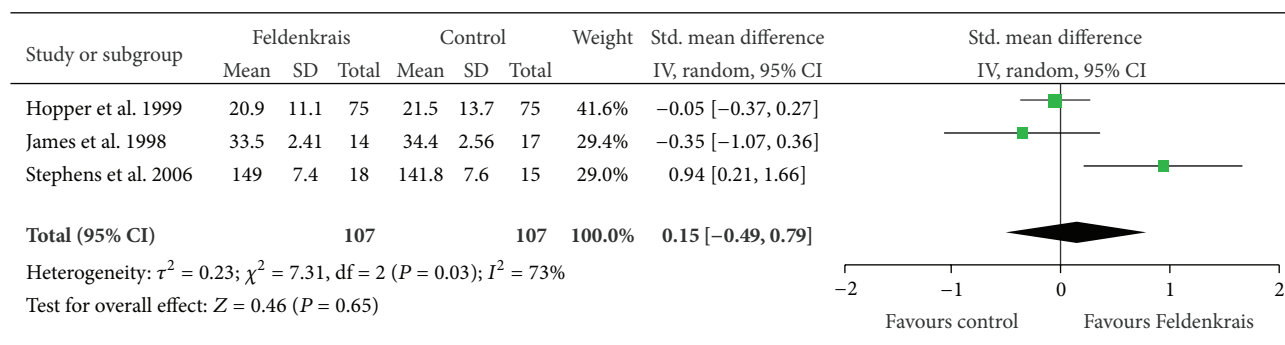 Study or subgroup Feldenkrais Control Weight Std. mean difference Std. mean difference
Mean SD Total Mean SD Total IV, random, 95% CI IV, random, 95% CI
Hopper et al. 1999 20.9 11.1 75 21.5 13.7 75 41.6% −0.05 [−0.37, 0.27]
James et al. 1998 33.5 2.41 14 34.4 2.56 17 29.4% −0.35 [−1.07, 0.36]
Stephens et al. 2006 149 7.4 18 141.8 7.6 15 29.0% 0.94 [0.21, 1.66]
Total (95% CI) 107 107 100.0% 0.15 [−0.49, 0.79]
Heterogeneity: τ² = 0.23; χ² = 7.31, df = 2 (P = 0.03); I² = 73%
Test for overall effect: Z = 0.46 (P = 0.65)
−2 −1 0 1 2
Favours control Favours Feldenkrais